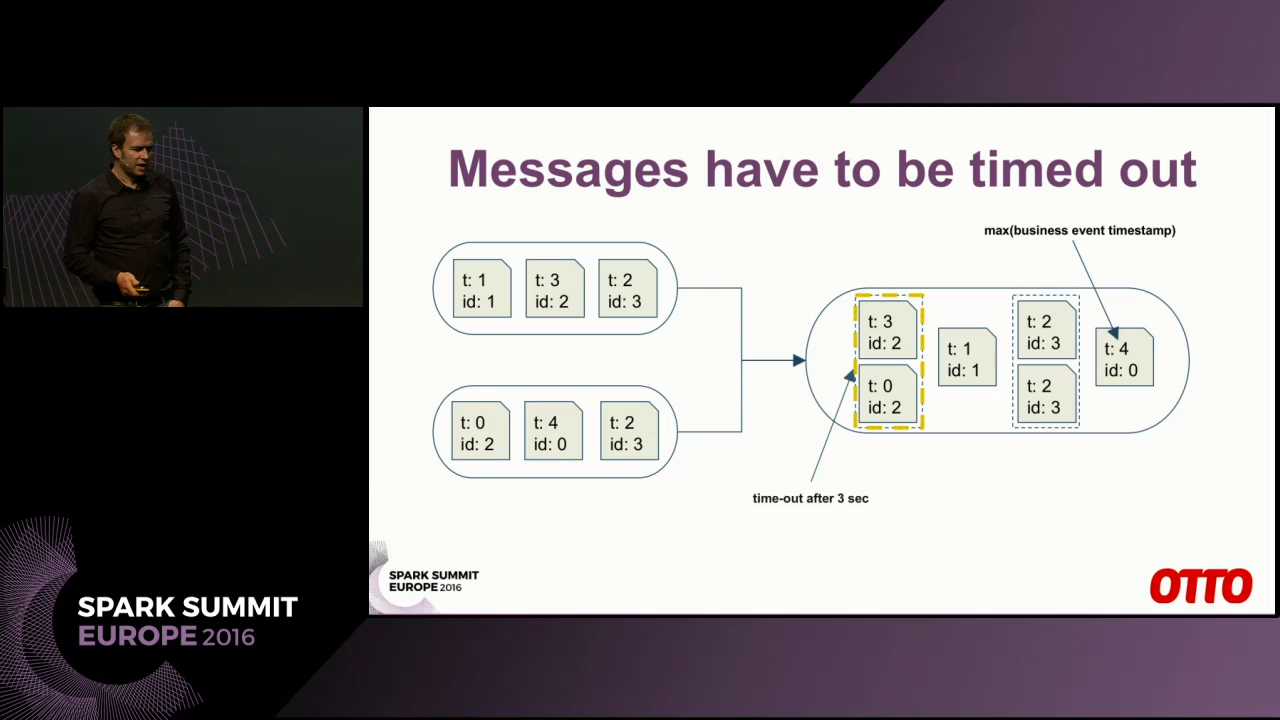 Messages have to be timed out
max(business event timestamp)
t: 1
id: 1
t: 3
id: 2
t: 2
id: 3
t: 0
id: 2
t: 4
id: 0
t: 2
id: 3
t: 3
id: 2
t: 0
id: 2
t: 1
id: 1
t: 2
id: 3
t: 2
id: 3
t: 4
id: 0
time-out after 3 sec
SPARK SUMMIT
EUROPE 2016
OTTO
SPARK SUMMIT
EUROPE 2016